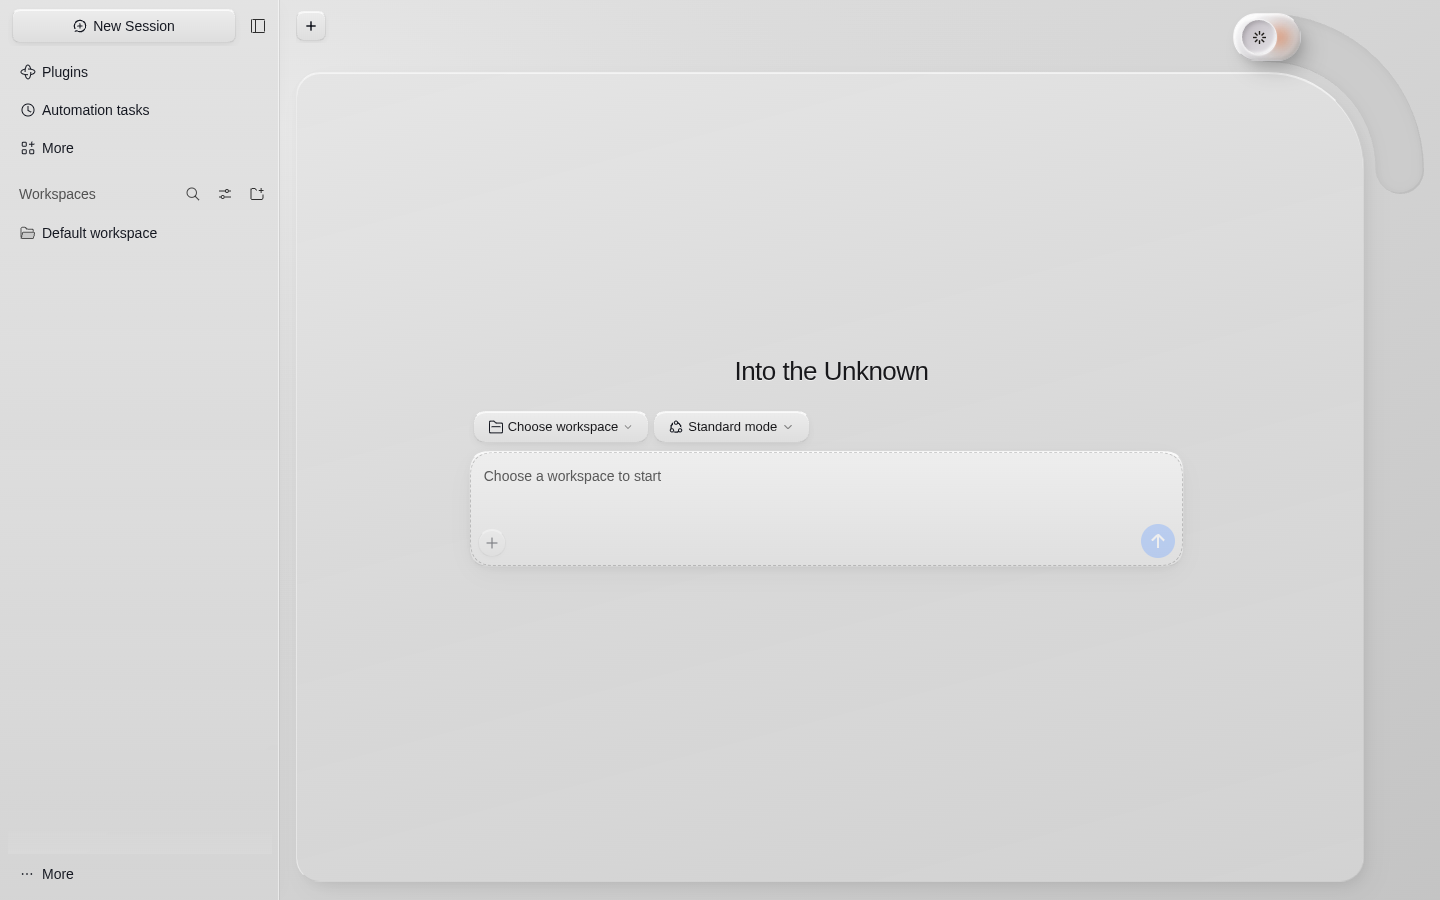 New Session
Plugins
Automation tasks
More
Workspaces
Default workspace
Into the Unknown
Choose workspace
Standard mode
Choose a workspace to start
More